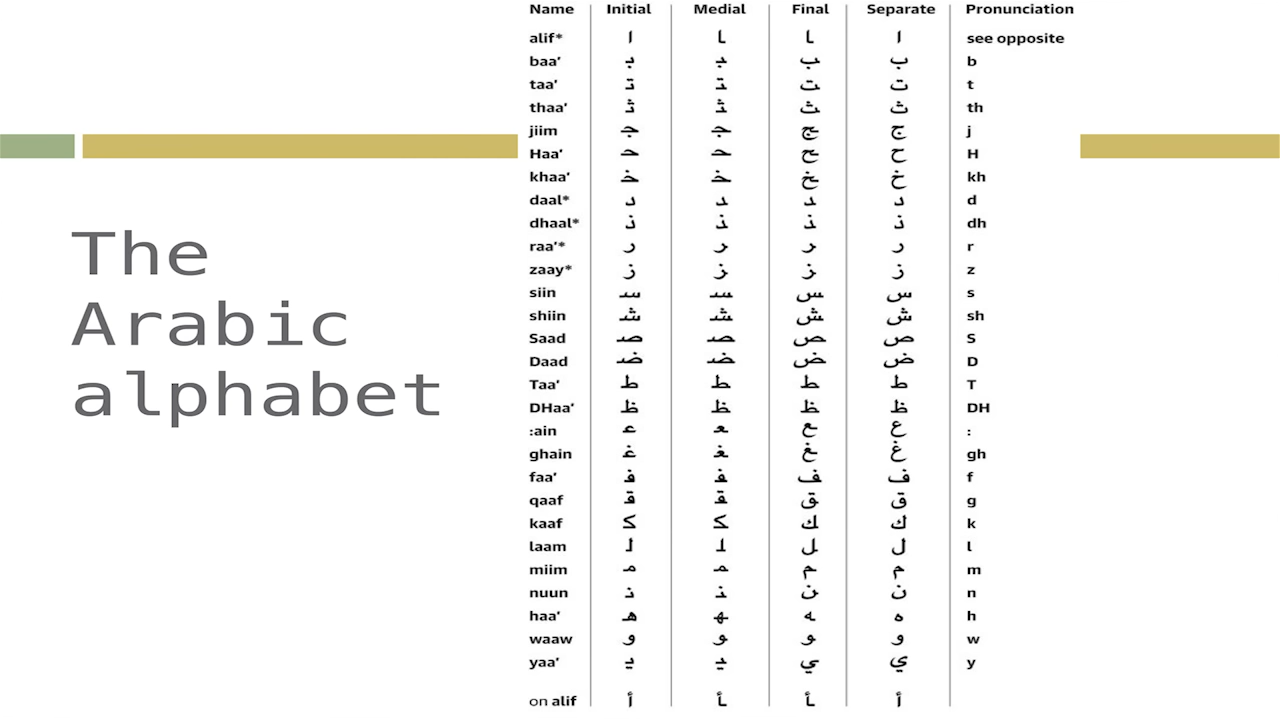 The
Arabic
alphabet
Name Initial Medial Final Separate Pronunciation
alif* ا ـا ـا ا see opposite
baa’ بـ ـبـ ـب ب b
taa’ تـ ـتـ ـت ت t
thaa’ ثـ ـثـ ـث ث th
jiim جـ ـجـ ـج ج j
Haa’ حـ ـحـ ـح ح H
khaa’ خـ ـخـ ـخ خ kh
daal* د ـد ـد د d
dhaal* ذ ـذ ـذ ذ dh
raa’* ر ـر ـر ر r
zaay* ز ـز ـز ز z
siin سـ ـسـ ـس س s
shiin شـ ـشـ ـش ش sh
Saad صـ ـصـ ـص ص S
Daad ضـ ـضـ ـض ض D
Taa’ طـ ـطـ ـط ط T
DHaa’ ظـ ـظـ ـظ ظ DH
:ain عـ ـعـ ـع ع :
ghain غـ ـغـ ـغ غ gh
faa’ فـ ـفـ ـف ف f
qaaf قـ ـقـ ـق ق g
kaaf كـ ـكـ ـك ك k
laam لـ ـلـ ـل ل l
miim مـ ـمـ ـم م m
nuun نـ ـنـ ـن ن n
haa’ هـ ـهـ ـه ه h
waaw و ـو ـو و w
yaa’ يـ ـيـ ـي ي y
on alif أ ـأ ـأ أ